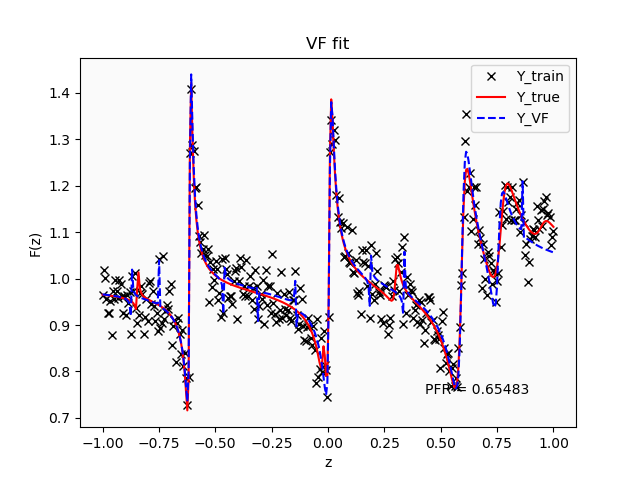 VF fit
Y_train
Y_true
Y_VF
F(z)
1.4
1.3
1.2
1.1
1.0
0.9
0.8
0.7
PFR = 0.65483
−1.00 −0.75 −0.50 −0.25 0.00 0.25 0.50 0.75 1.00
z